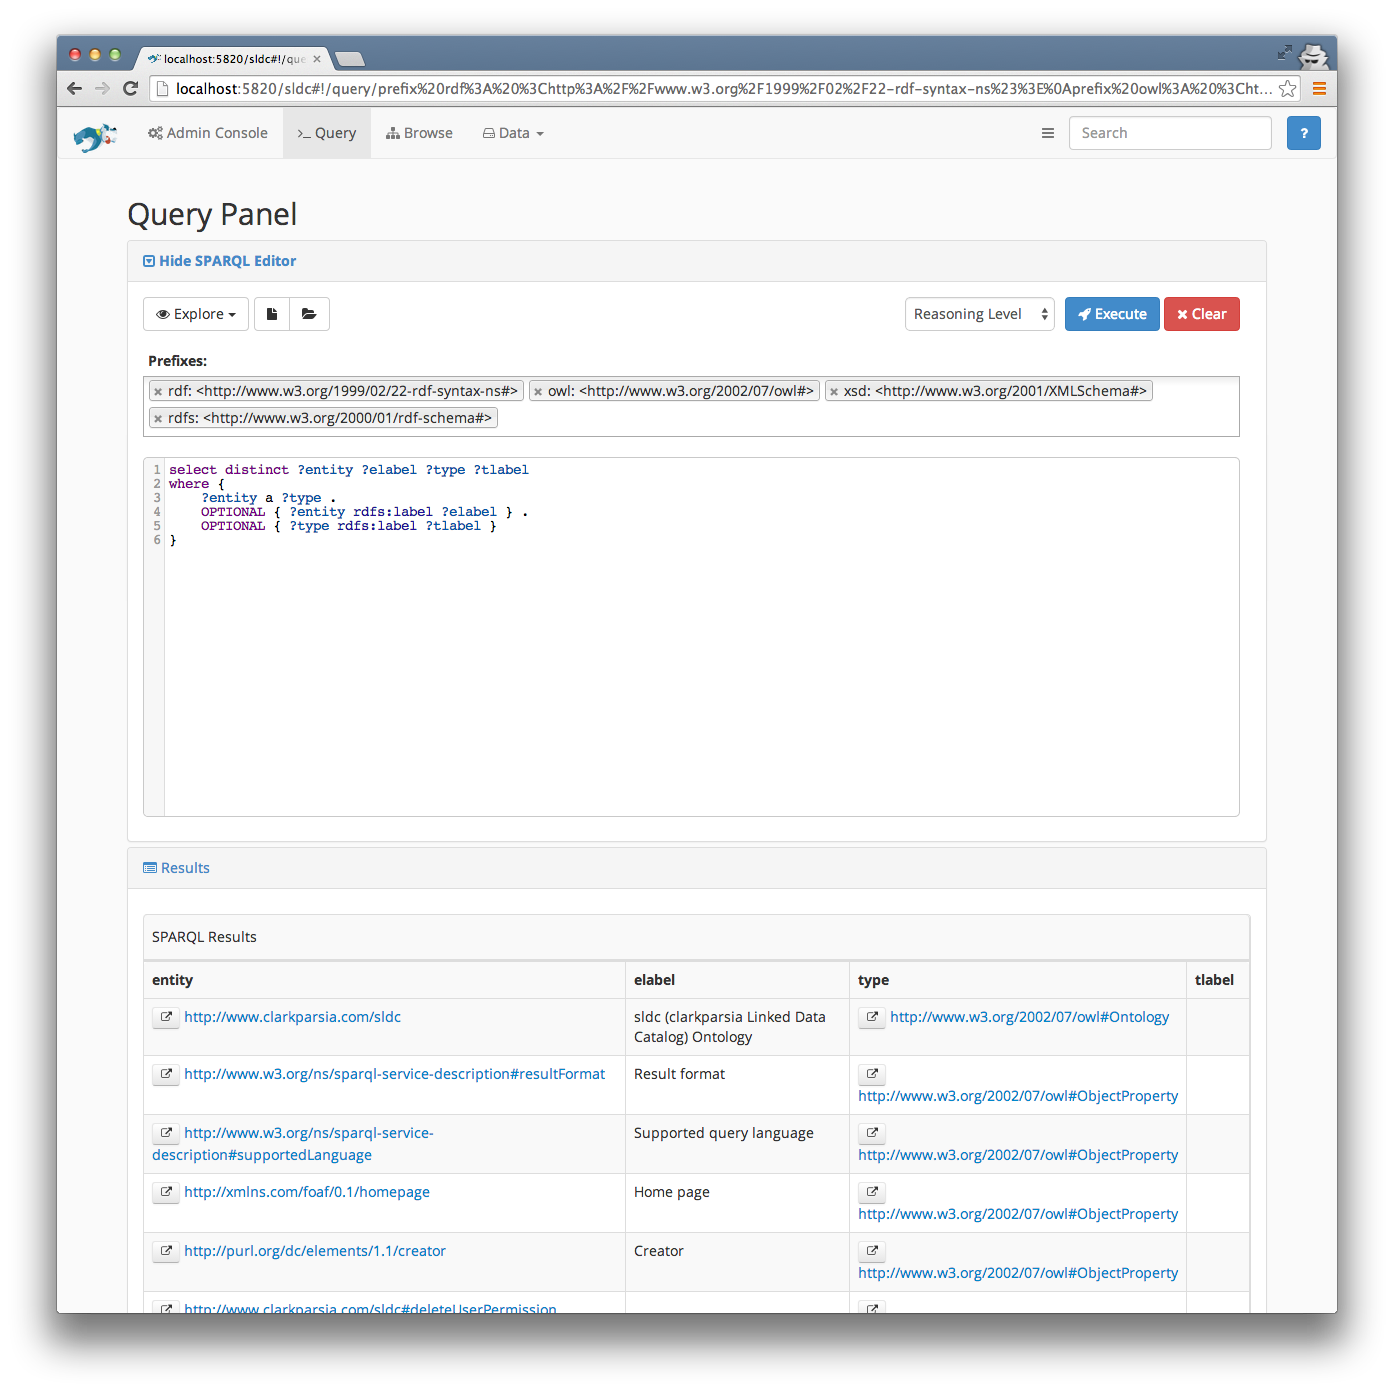 localhost:5820/sldc#!/que
localhost:5820/sldc#!/query/prefix%20rdf%3A%20%3Chttp%3A%2F%2Fwww.w3.org%2F1999%2F02%2F22-rdf-syntax-ns%23%3E%0Aprefix%20owl%3A%20%3Cht...
Admin Console Query Browse Data Search ?
Query Panel
Hide SPARQL Editor
Explore Reasoning Level Execute Clear
Prefixes:
× rdf: <http://www.w3.org/1999/02/22-rdf-syntax-ns#> × owl: <http://www.w3.org/2002/07/owl#> × xsd: <http://www.w3.org/2001/XMLSchema#>
× rdfs: <http://www.w3.org/2000/01/rdf-schema#>
1 select distinct ?entity ?elabel ?type ?tlabel
2 where {
3 ?entity a ?type .
4 OPTIONAL { ?entity rdfs:label ?elabel } .
5 OPTIONAL { ?type rdfs:label ?tlabel }
6 }
Results
SPARQL Results
entity elabel type tlabel
http://www.clarkparsia.com/sldc sldc (clarkparsia Linked Data http://www.w3.org/2002/07/owl#Ontology
Catalog) Ontology
http://www.w3.org/ns/sparql-service-description#resultFormat Result format
http://www.w3.org/2002/07/owl#ObjectProperty
http://www.w3.org/ns/sparql-service- Supported query language
description#supportedLanguage http://www.w3.org/2002/07/owl#ObjectProperty
http://xmlns.com/foaf/0.1/homepage Home page
http://www.w3.org/2002/07/owl#ObjectProperty
http://purl.org/dc/elements/1.1/creator Creator
http://www.w3.org/2002/07/owl#ObjectProperty
http://www.clarkparsia.com/sldc#deleteUserPermission